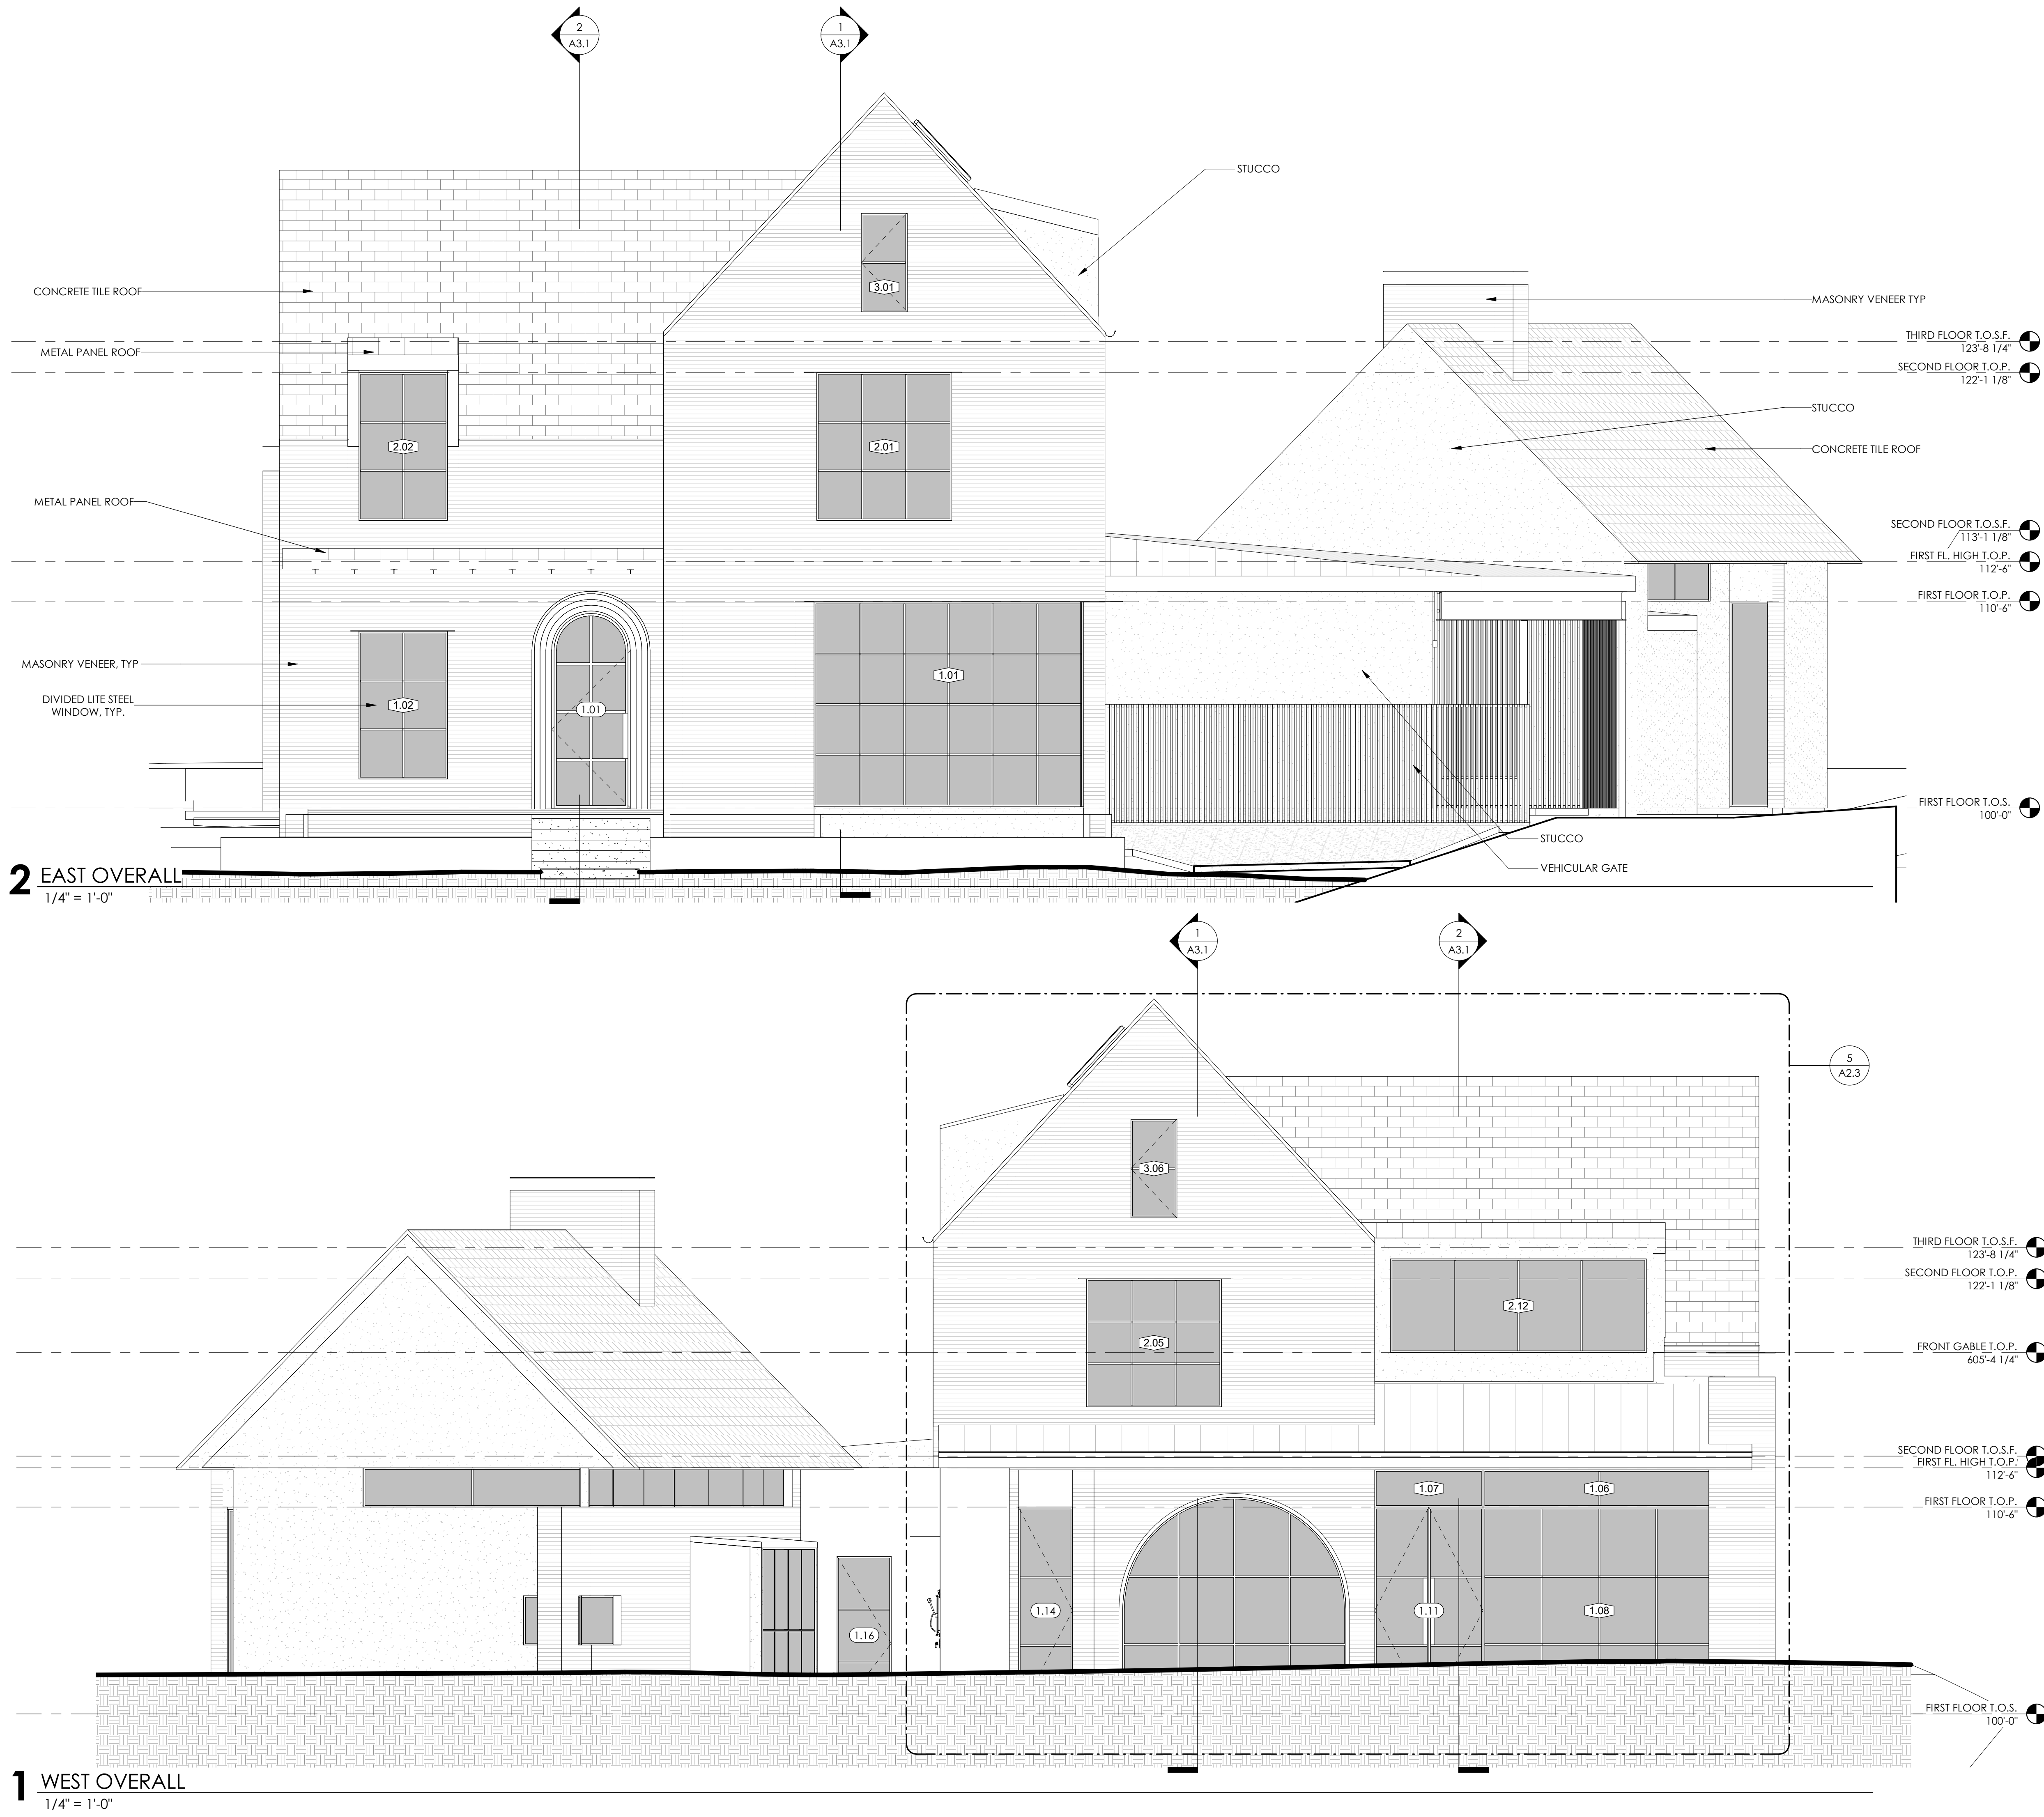 2
A3.1
1
A3.1
STUCCO
CONCRETE TILE ROOF
METAL PANEL ROOF
METAL PANEL ROOF
MASONRY VENEER, TYP
DIVIDED LITE STEEL
WINDOW, TYP.
3.01
2.02
2.01
1.02
1.01
1.01
MASONRY VENEER TYP
THIRD FLOOR T.O.S.F.
123'-8 1/4"
SECOND FLOOR T.O.P.
122'-1 1/8"
STUCCO
CONCRETE TILE ROOF
SECOND FLOOR T.O.S.F.
113'-1 1/8"
FIRST FL. HIGH T.O.P.
112'-6"
FIRST FLOOR T.O.P.
110'-6"
FIRST FLOOR T.O.S.
100'-0"
STUCCO
VEHICULAR GATE
2 EAST OVERALL
1/4" = 1'-0"
1
A3.1
2
A3.1
5
A2.3
3.06
2.12
2.05
1.07
1.06
1.14
1.11
1.08
1.16
THIRD FLOOR T.O.S.F.
123'-8 1/4"
SECOND FLOOR T.O.P.
122'-1 1/8"
FRONT GABLE T.O.P.
605'-4 1/4"
SECOND FLOOR T.O.S.F.
FIRST FL. HIGH T.O.P.
112'-6"
FIRST FLOOR T.O.P.
110'-6"
FIRST FLOOR T.O.S.
100'-0"
1 WEST OVERALL
1/4" = 1'-0"